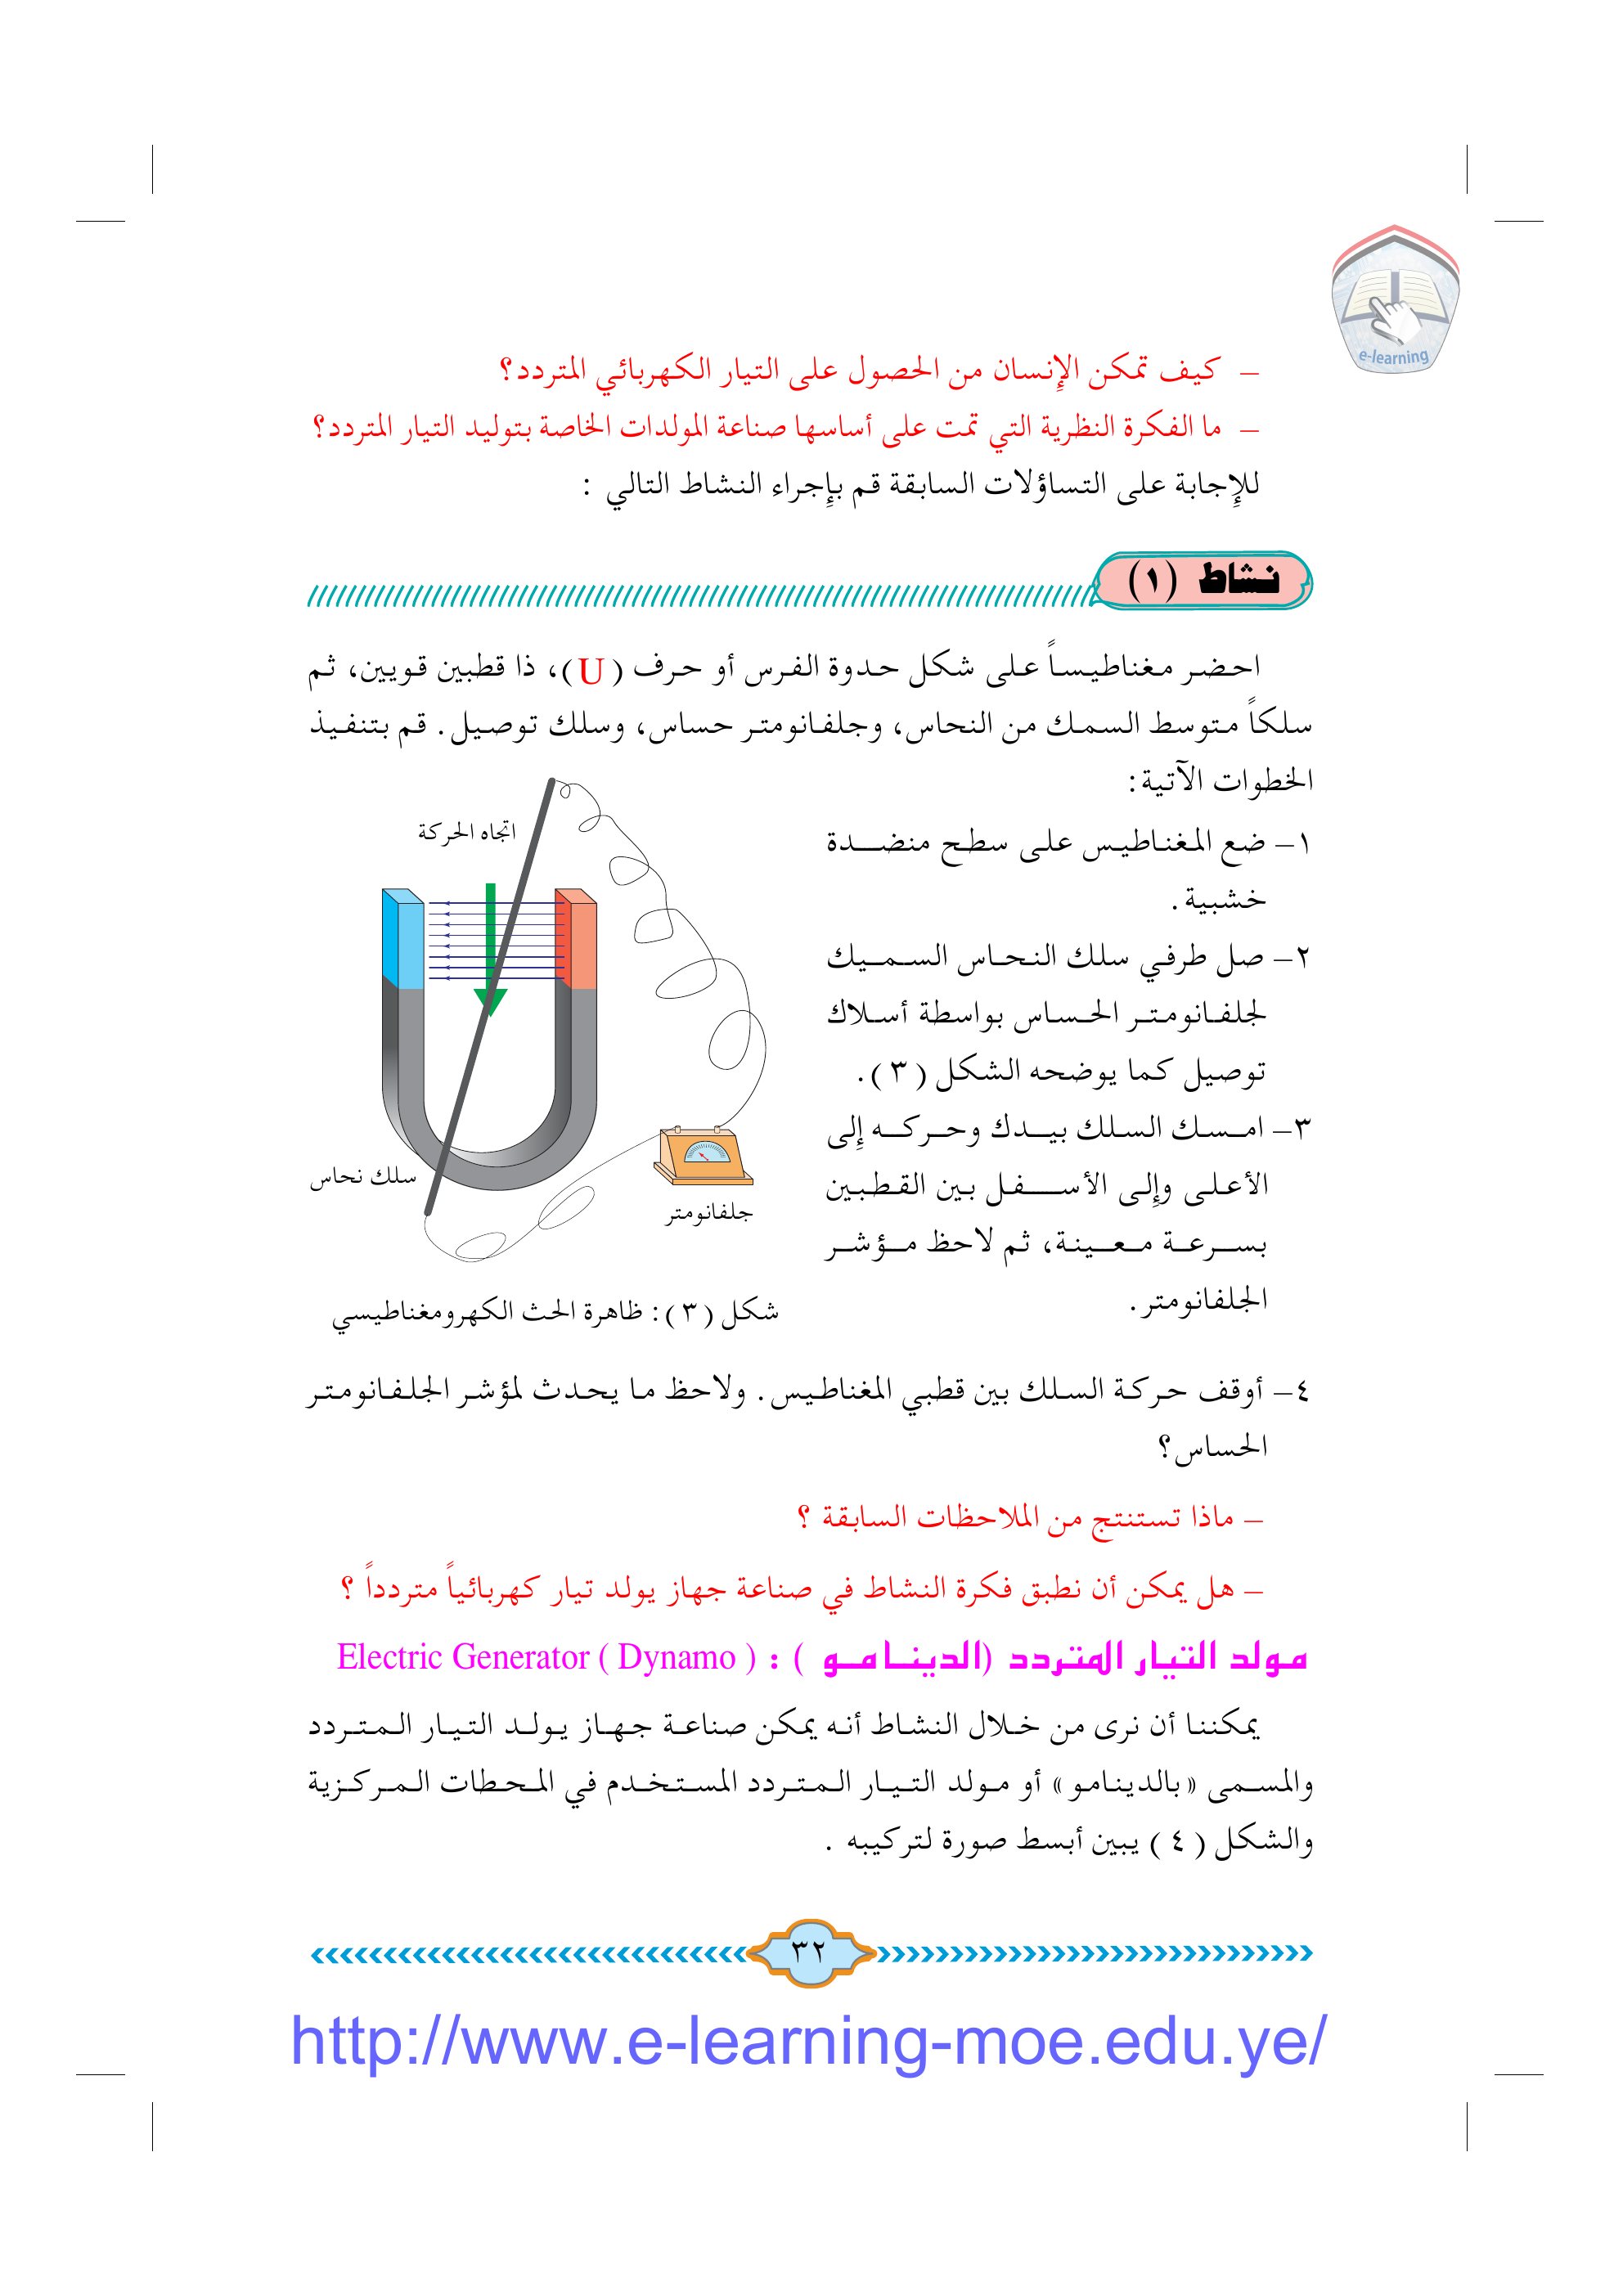 e-learning
– كيف تمكن الإِنسان من الحصول على التيار الكهربائي المتردد؟
– ما الفكرة النظرية التي تمت على أساسها صناعة المولدات الخاصة بتوليد التيار المتردد؟
للإِجابة على التساؤلات السابقة قم بإِجراء النشاط التالي :
نشاط (١)
احضر مغناطيساً على شكل حدوة الفرس أو حرف (U)، ذا قطبين قويين، ثم
سلكاً متوسط السمك من النحاس، وجلفانومتر حساس، وسلك توصيل. قم بتنفيذ
الخطوات الآتية:
١– ضع المغناطيس على سطح منضدة
خشبية.
٢– صل طرفي سلك النحاس السميك
لجلفانومتر الحساس بواسطة أسلاك
توصيل كما يوضحه الشكل (٣).
٣– امسك السلك بيدك وحركه إِلى
الأعلى وإِلى الأسفل بين القطبين
بسرعة معينة، ثم لاحظ مؤشر
الجلفانومتر.
اتجاه الحركة
سلك نحاس
جلفانومتر
شكل (٣): ظاهرة الحث الكهرومغناطيسي
٤– أوقف حركة السلك بين قطبي المغناطيس. ولاحظ ما يحدث لمؤشر الجلفانومتر
الحساس؟
– ماذا تستنتج من الملاحظات السابقة ؟
– هل يمكن أن نطبق فكرة النشاط في صناعة جهاز يولد تيار كهربائياً متردداً ؟
مولد التيار المتردد (الدينامو ) : Electric Generator ( Dynamo )
يمكننا أن نرى من خلال النشاط أنه يمكن صناعة جهاز يولد التيار المتردد
والمسمى «بالدينامو» أو مولد التيار المتردد المستخدم في المحطات المركزية
والشكل (٤) يبين أبسط صورة لتركيبه .
٣٢
http://www.e-learning-moe.edu.ye/